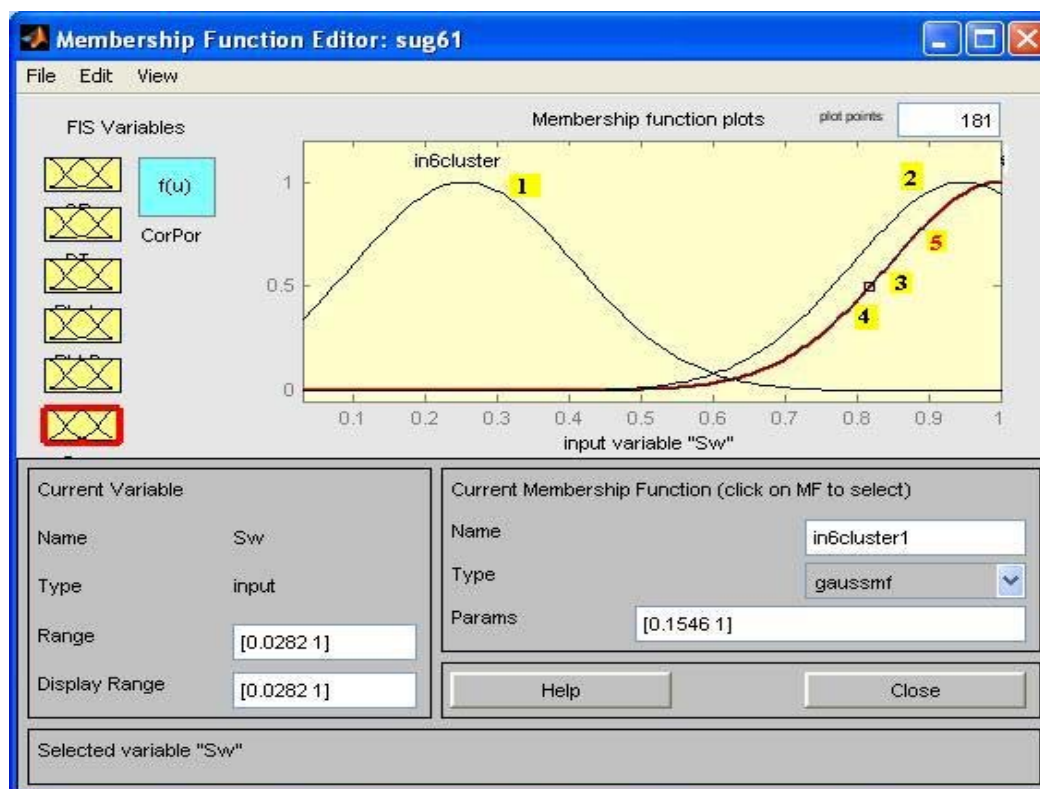 Membership Function Editor: sug61
File Edit View
FIS Variables
f(u)
CorPor
Membership function plots
plot points:
181
in6cluster
1
2
5
3
4
1
0.5
0
0.1 0.2 0.3 0.4 0.5 0.6 0.7 0.8 0.9 1
input variable "Sw"
Current Variable
Name Sw
Type input
Range [0.0282 1]
Display Range [0.0282 1]
Current Membership Function (click on MF to select)
Name in6cluster1
Type gaussmf
Params [0.1546 1]
Help Close
Selected variable "Sw"